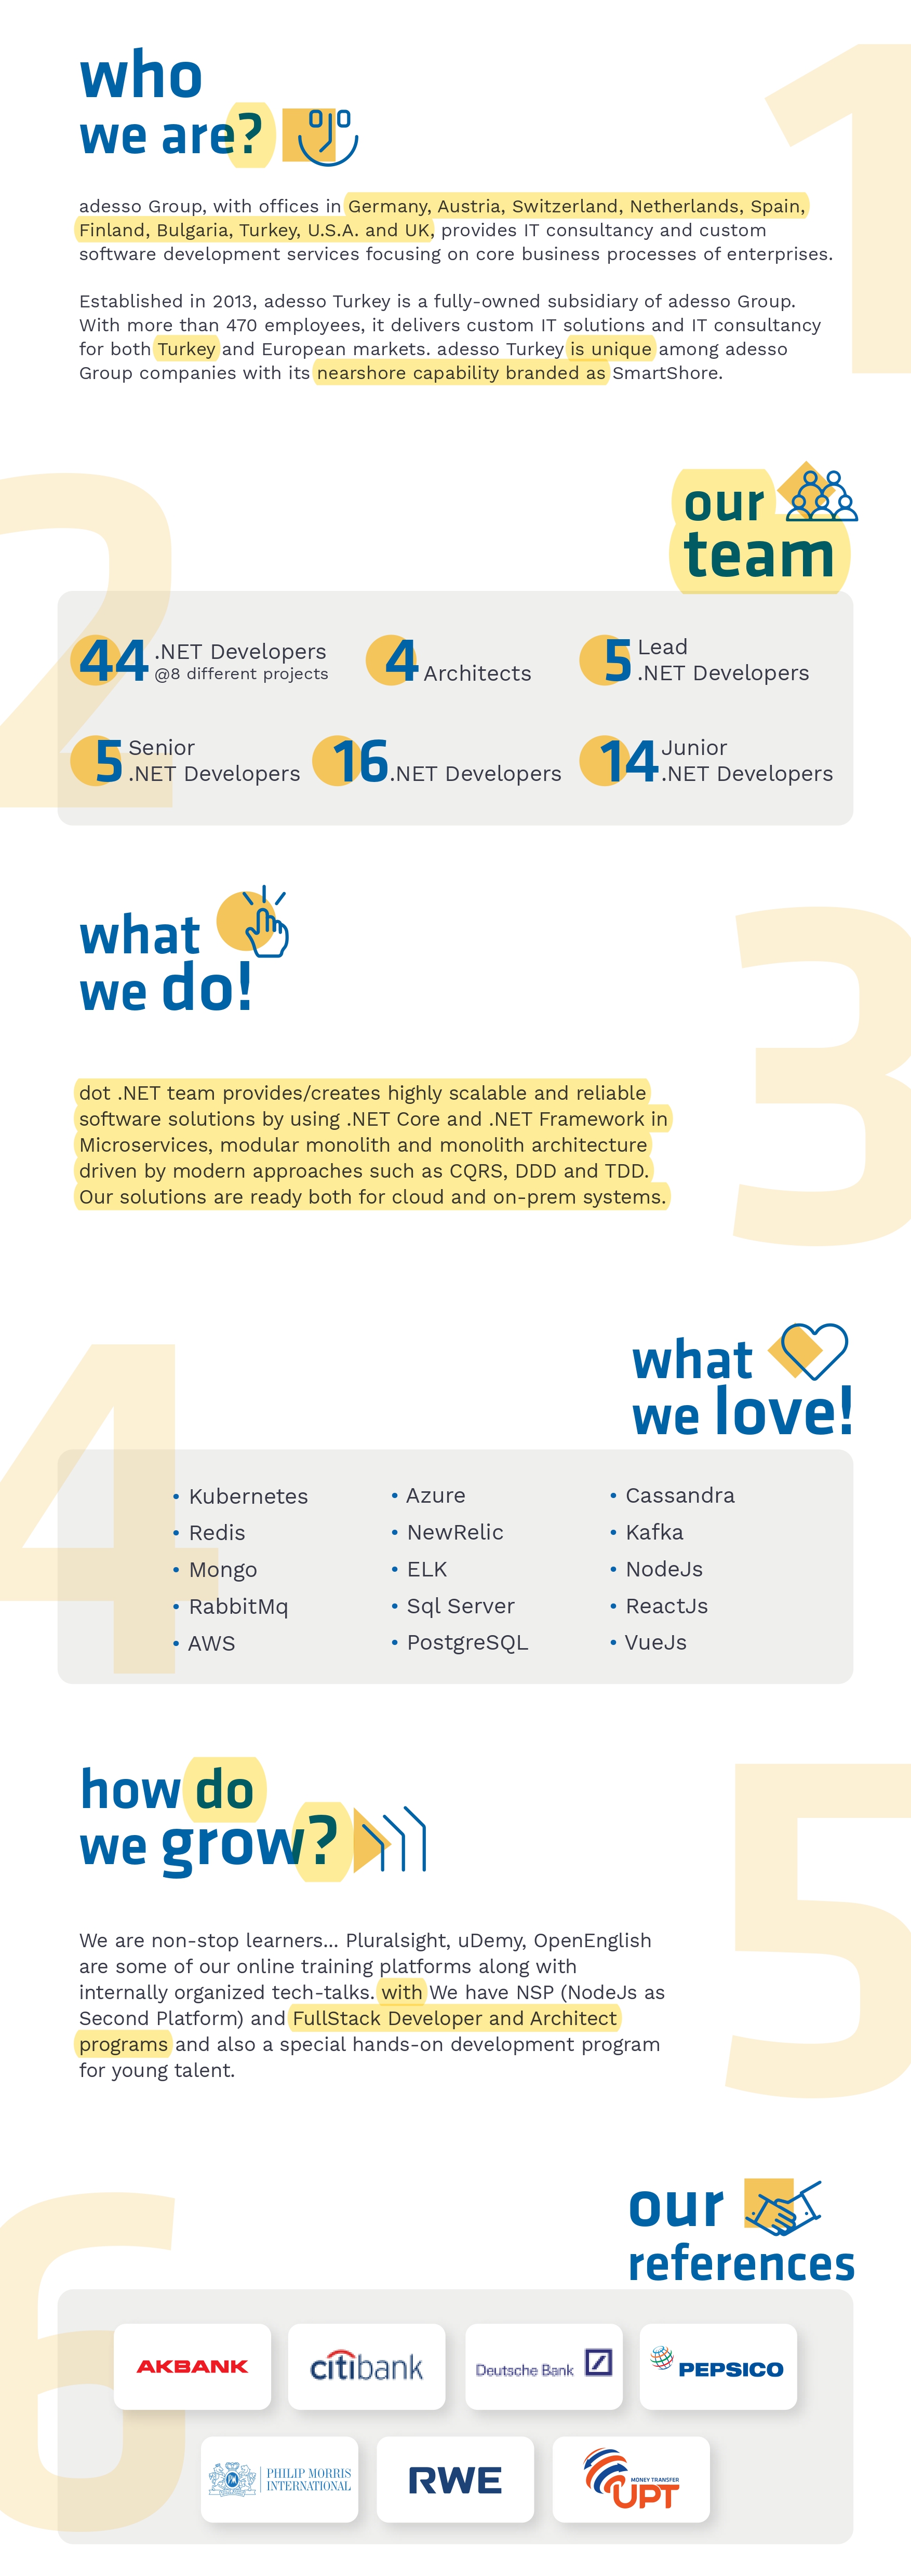 1
who
we are?
adesso Group, with offices in Germany, Austria, Switzerland, Netherlands, Spain,
Finland, Bulgaria, Turkey, U.S.A. and UK, provides IT consultancy and custom
software development services focusing on core business processes of enterprises.
Established in 2013, adesso Turkey is a fully-owned subsidiary of adesso Group.
With more than 470 employees, it delivers custom IT solutions and IT consultancy
for both Turkey and European markets. adesso Turkey is unique among adesso
Group companies with its nearshore capability branded as SmartShore.
2
our
team
44 .NET Developers
@8 different projects
4 Architects
5 Lead
.NET Developers
5 Senior
.NET Developers
16 .NET Developers
14 Junior
.NET Developers
3
what
we do!
dot .NET team provides/creates highly scalable and reliable
software solutions by using .NET Core and .NET Framework in
Microservices, modular monolith and monolith architecture
driven by modern approaches such as CQRS, DDD and TDD.
Our solutions are ready both for cloud and on-prem systems.
4
what
we love!
• Kubernetes
• Redis
• Mongo
• RabbitMq
• AWS
• Azure
• NewRelic
• ELK
• Sql Server
• PostgreSQL
• Cassandra
• Kafka
• NodeJs
• ReactJs
• VueJs
5
how do
we grow?
We are non-stop learners... Pluralsight, uDemy, OpenEnglish
are some of our online training platforms along with
internally organized tech-talks. with We have NSP (NodeJs as
Second Platform) and FullStack Developer and Architect
programs and also a special hands-on development program
for young talent.
6
our
references
AKBANK
citibank
Deutsche Bank
PEPSICO
PHILIP MORRIS
INTERNATIONAL
RWE
MONEY TRANSFER
UPT